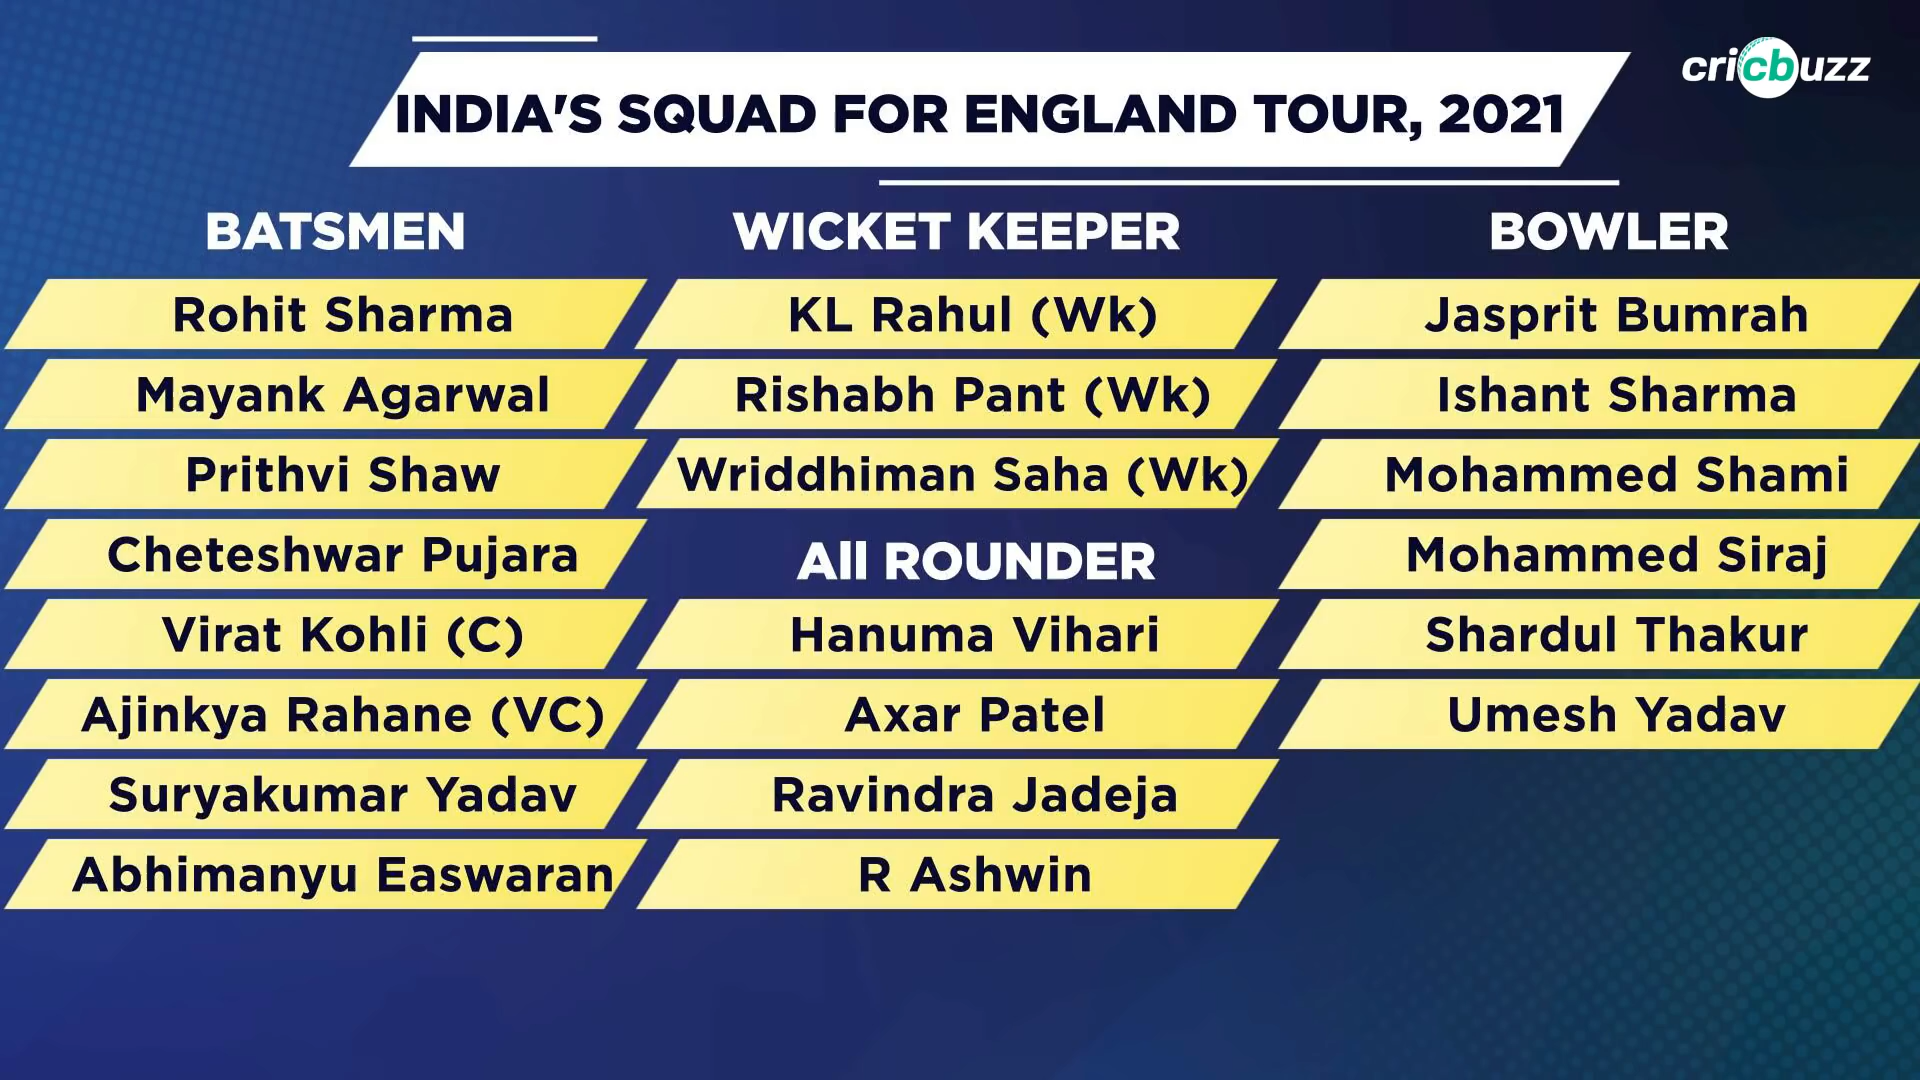 cricbuzz
INDIA'S SQUAD FOR ENGLAND TOUR, 2021
BATSMEN
Rohit Sharma
Mayank Agarwal
Prithvi Shaw
Cheteshwar Pujara
Virat Kohli (C)
Ajinkya Rahane (VC)
Suryakumar Yadav
Abhimanyu Easwaran
WICKET KEEPER
KL Rahul (Wk)
Rishabh Pant (Wk)
Wriddhiman Saha (Wk)
All ROUNDER
Hanuma Vihari
Axar Patel
Ravindra Jadeja
R Ashwin
BOWLER
Jasprit Bumrah
Ishant Sharma
Mohammed Shami
Mohammed Siraj
Shardul Thakur
Umesh Yadav